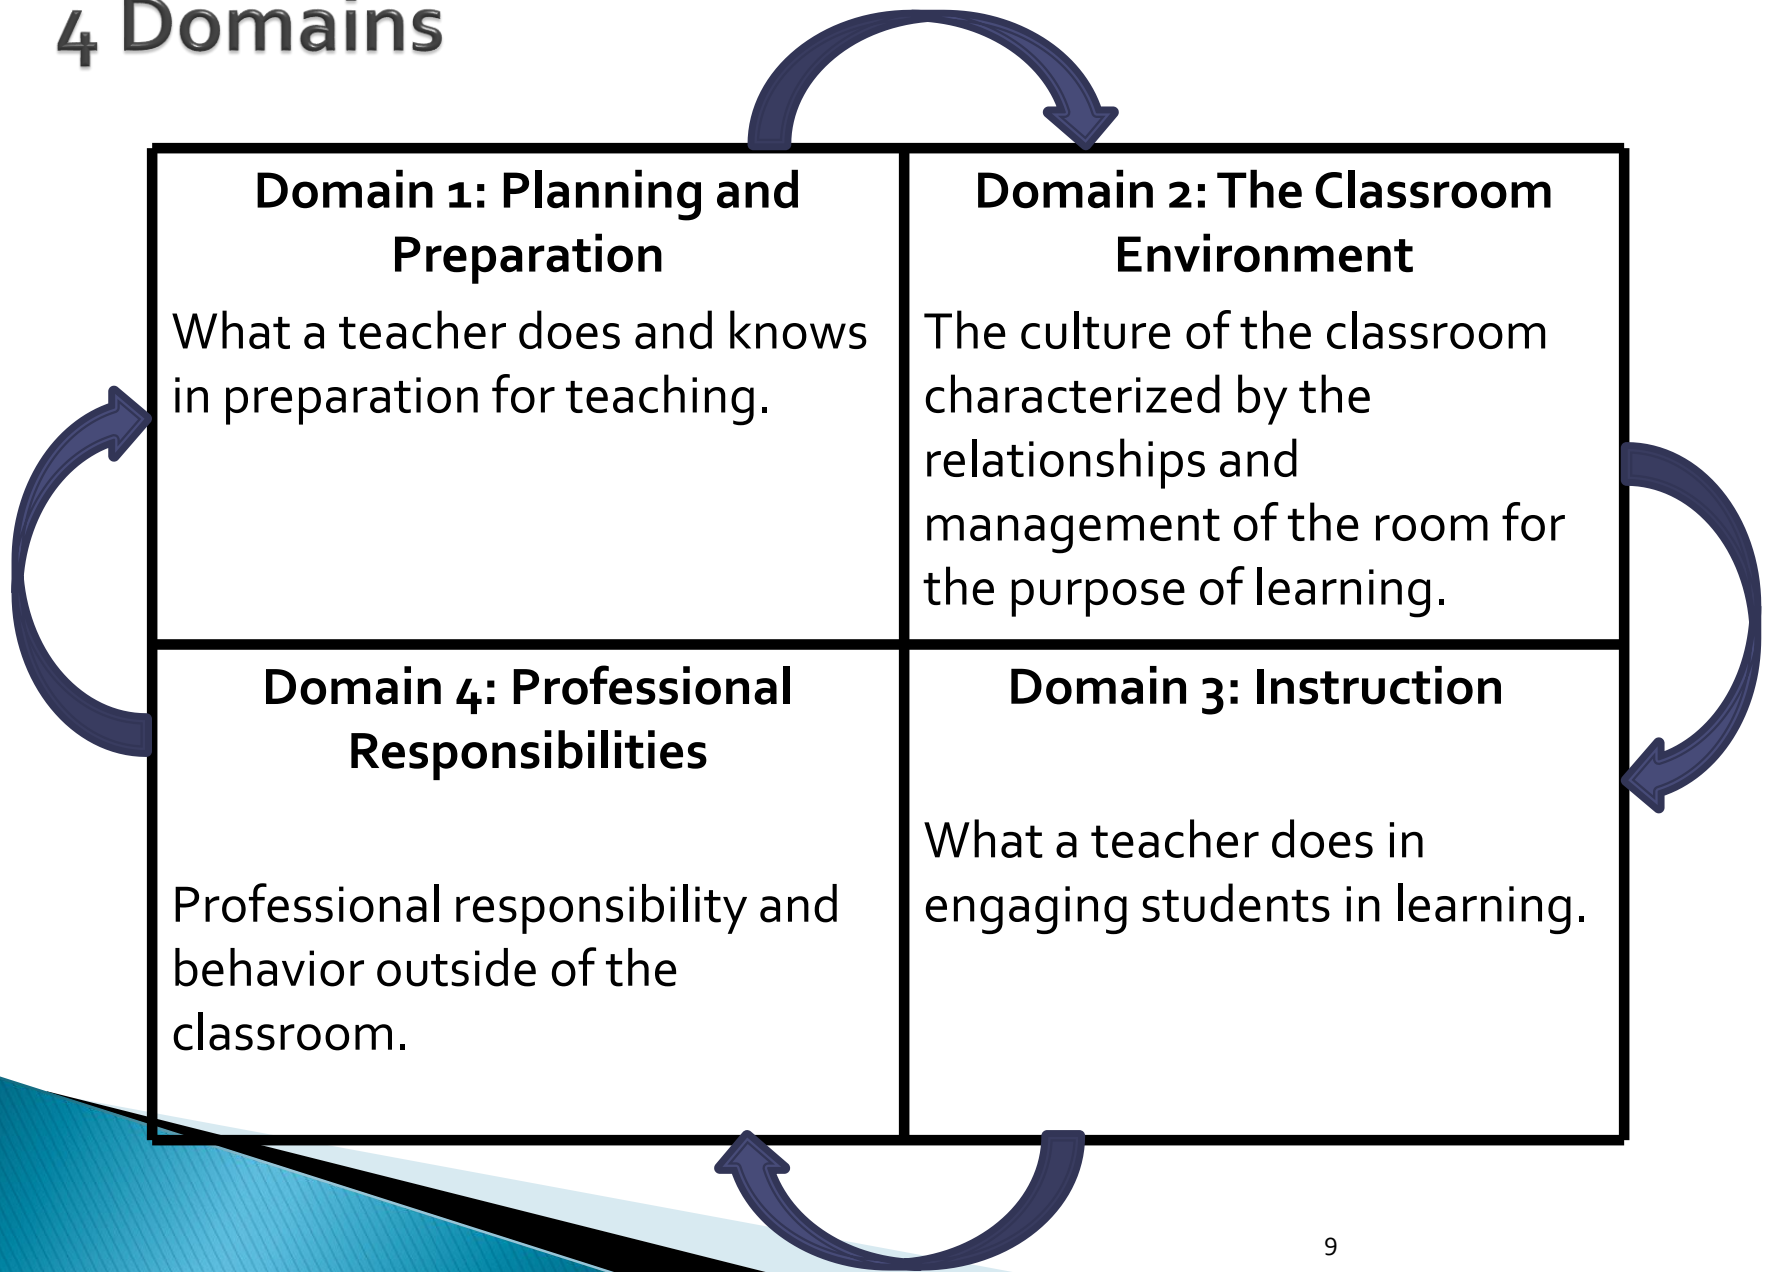 4 Domains
Domain 1: Planning and
Preparation
What a teacher does and knows
in preparation for teaching.
Domain 2: The Classroom
Environment
The culture of the classroom
characterized by the
relationships and
management of the room for
the purpose of learning.
Domain 4: Professional
Responsibilities
Professional responsibility and
behavior outside of the
classroom.
Domain 3: Instruction
What a teacher does in
engaging students in learning.
9